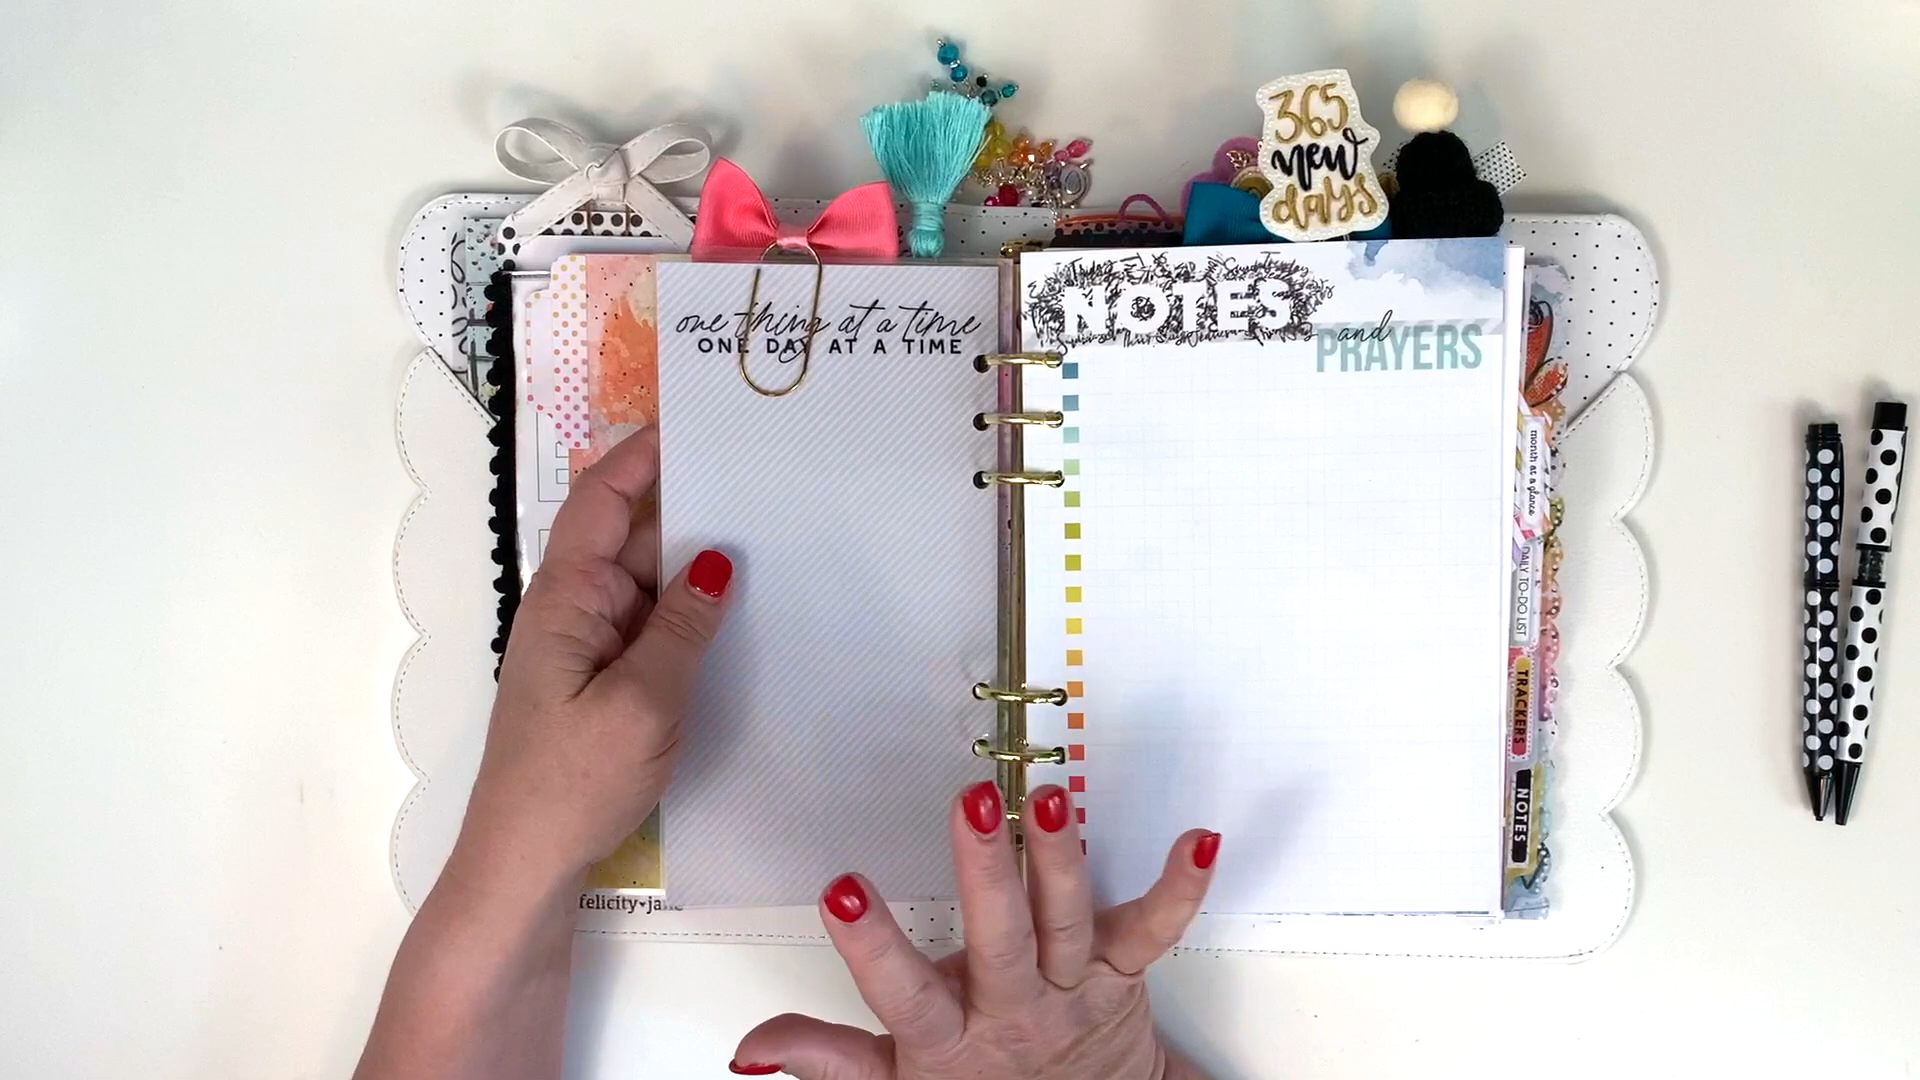 365
new
days
one thing at a time
ONE DAY AT A TIME
NOTES
and
PRAYERS
month at a glance
DAILY TO-DO LIST
TRACKERS
NOTES
felicity